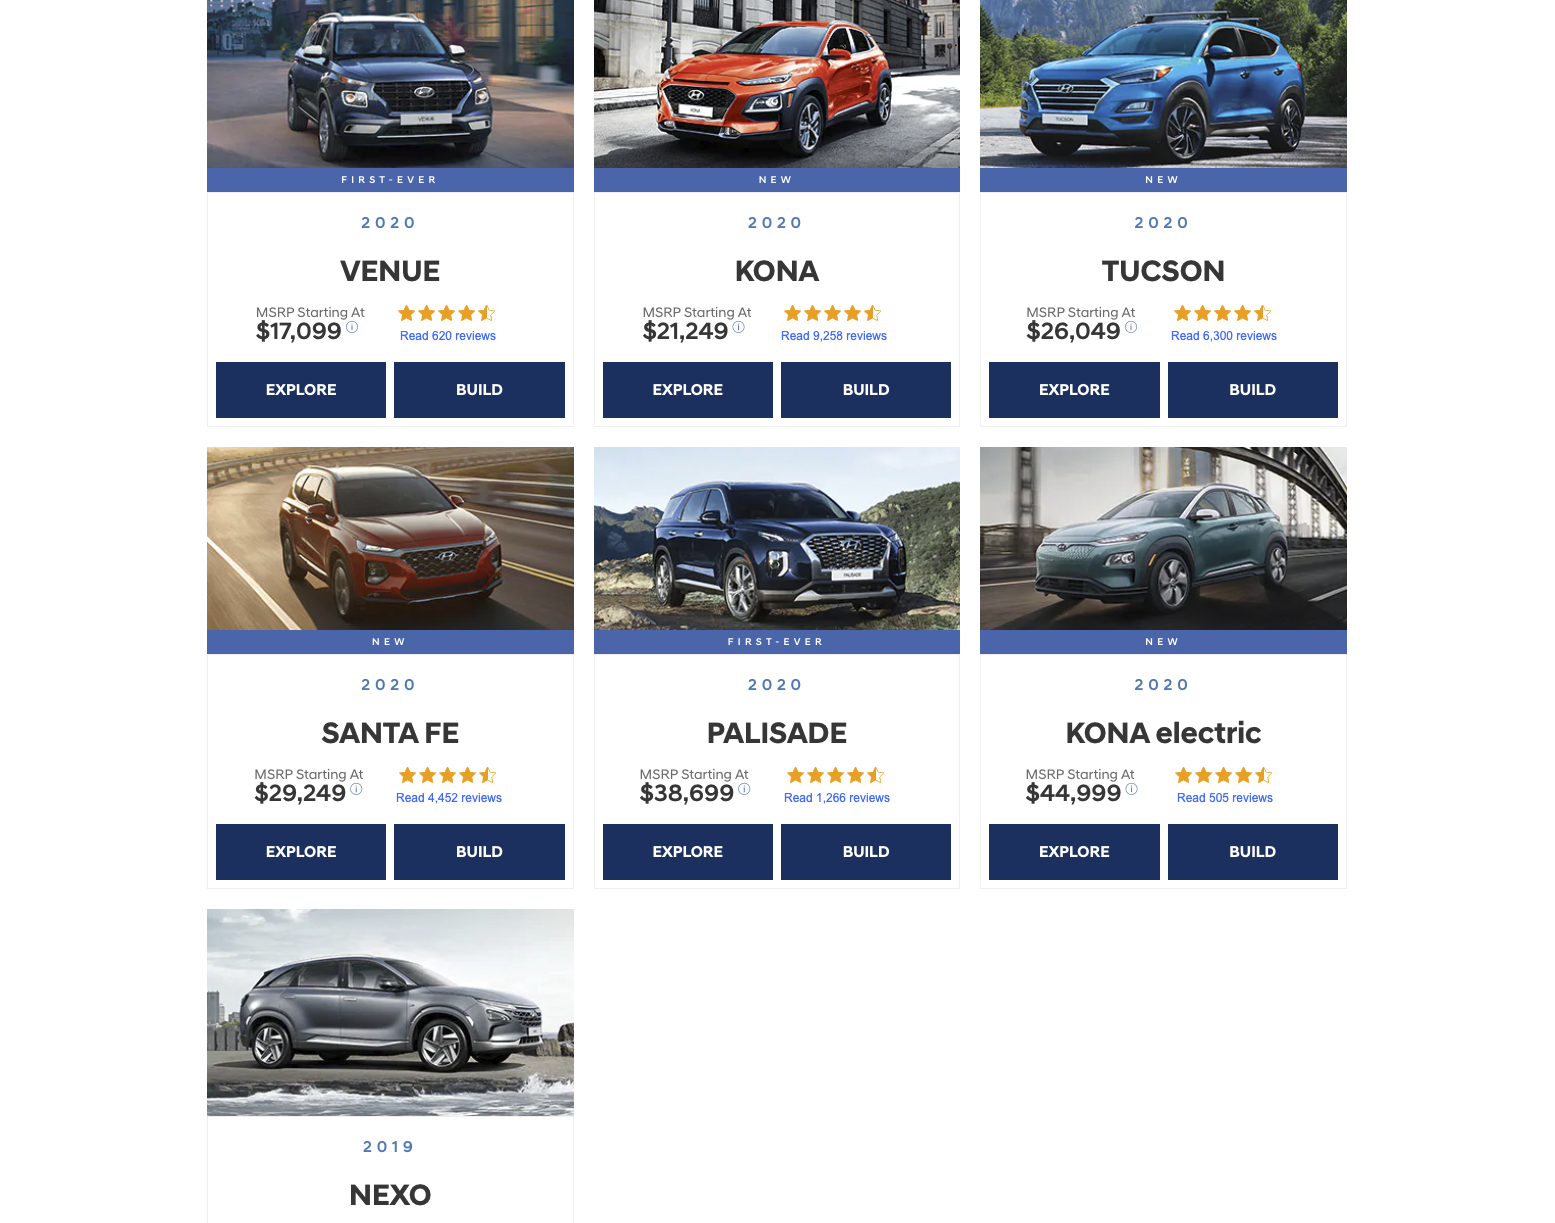 VENUE
KONA
TUCSON
FIRST-EVER
NEW
NEW
2020
2020
2020
VENUE
KONA
TUCSON
MSRP Starting At
$17,099
Read 620 reviews
MSRP Starting At
$21,249
Read 9,258 reviews
MSRP Starting At
$26,049
Read 6,300 reviews
EXPLORE
BUILD
EXPLORE
BUILD
EXPLORE
BUILD
PALISADE
NEW
FIRST-EVER
NEW
2020
2020
2020
SANTA FE
PALISADE
KONA electric
MSRP Starting At
$29,249
Read 4,452 reviews
MSRP Starting At
$38,699
Read 1,266 reviews
MSRP Starting At
$44,999
Read 505 reviews
EXPLORE
BUILD
EXPLORE
BUILD
EXPLORE
BUILD
2019
NEXO